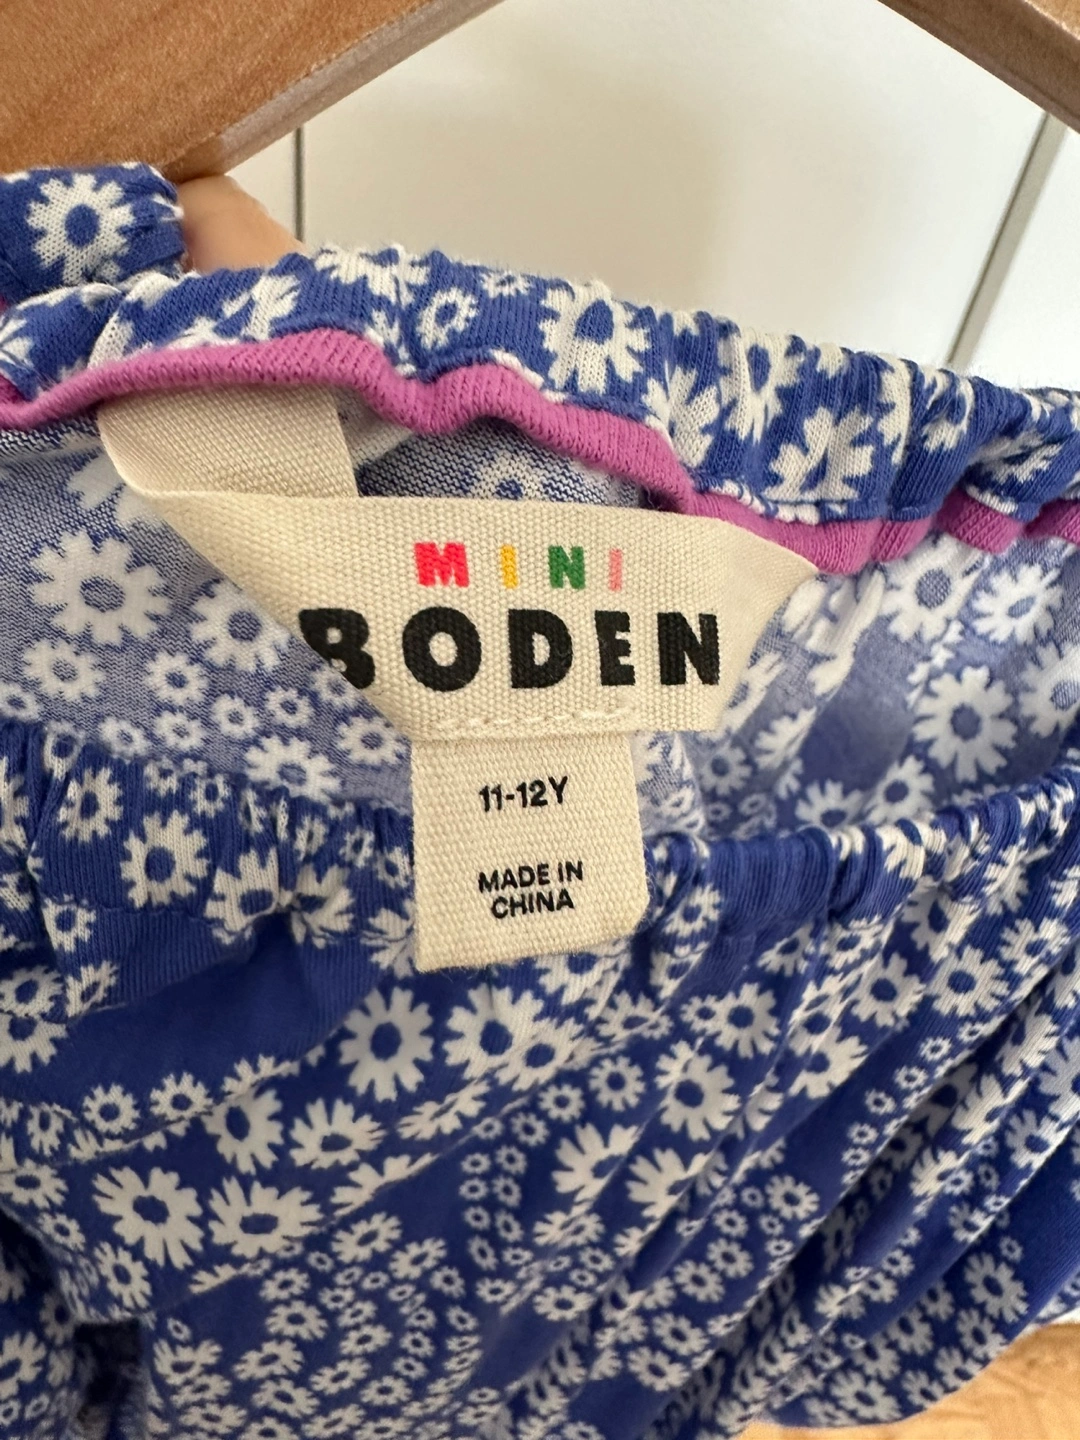 MINI
BODEN
11-12Y
MADE IN
CHINA